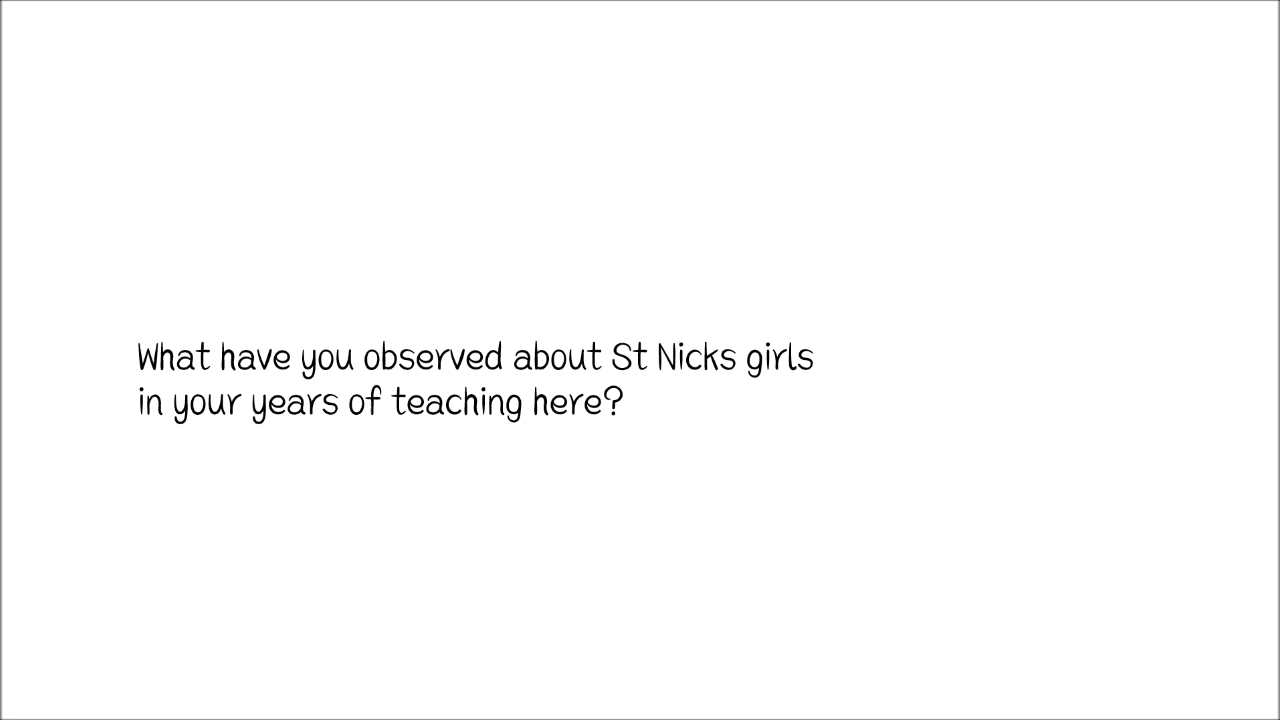 What have you observed about St Nicks girls
in your years of teaching here?